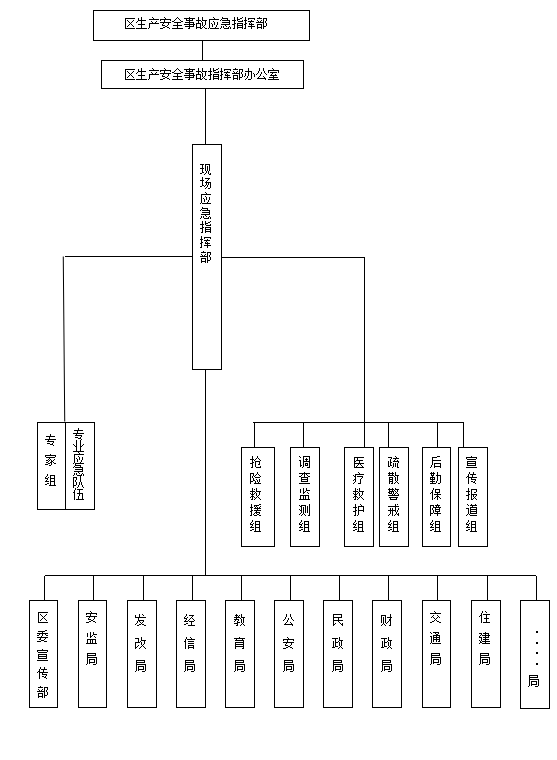 区生产安全事故应急指挥部
区生产安全事故指挥部办公室
现场应急指挥部
专家组
专业应急队伍
抢险救援组
调查监测组
医疗救护组
疏散警戒组
后勤保障组
宣传报道组
区委宣传部
安监局
发改局
经信局
教育局
公安局
民政局
财政局
交通局
住建局
....局